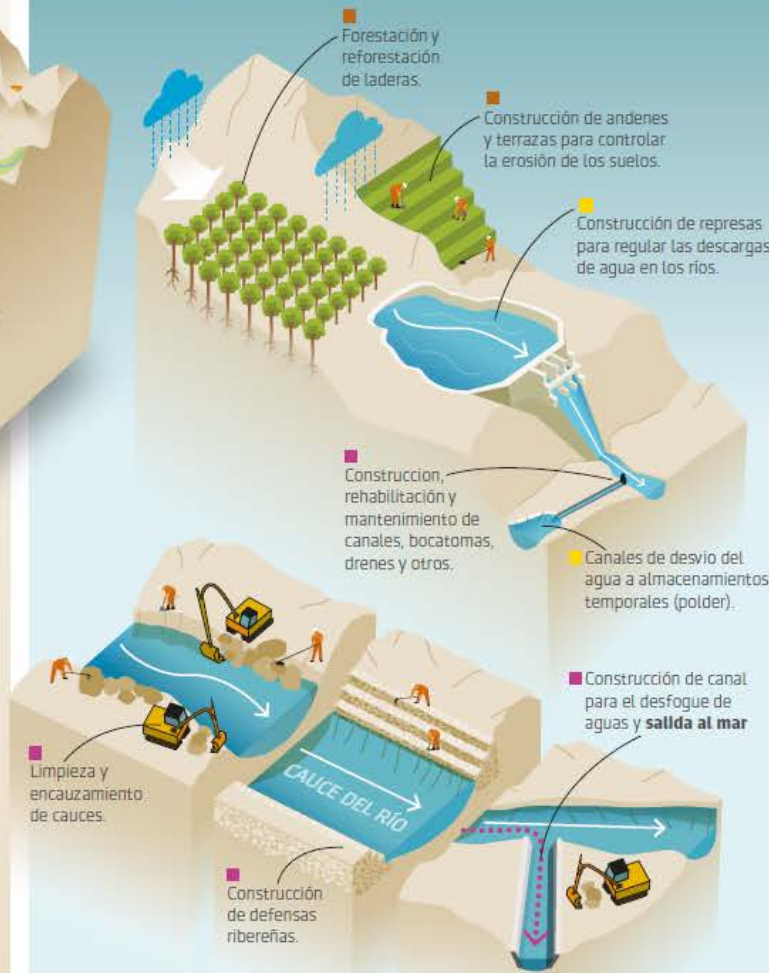 Forestación y
reforestación
de laderas.
Construcción de andenes
y terrazas para controlar
la erosión de los suelos.
Construcción de represas
para regular las descargas
de agua en los ríos.
Construccion,
rehabilitación y
mantenimiento de
canales, bocatomas,
drenes y otros.
Canales de desvio del
agua a almacenamientos
temporales (polder).
Limpieza y
encauzamiento
de cauces.
CAUCE DEL RÍO
Construcción
de defensas
ribereñas.
Construcción de canal
para el desfogue de
aguas y salida al mar